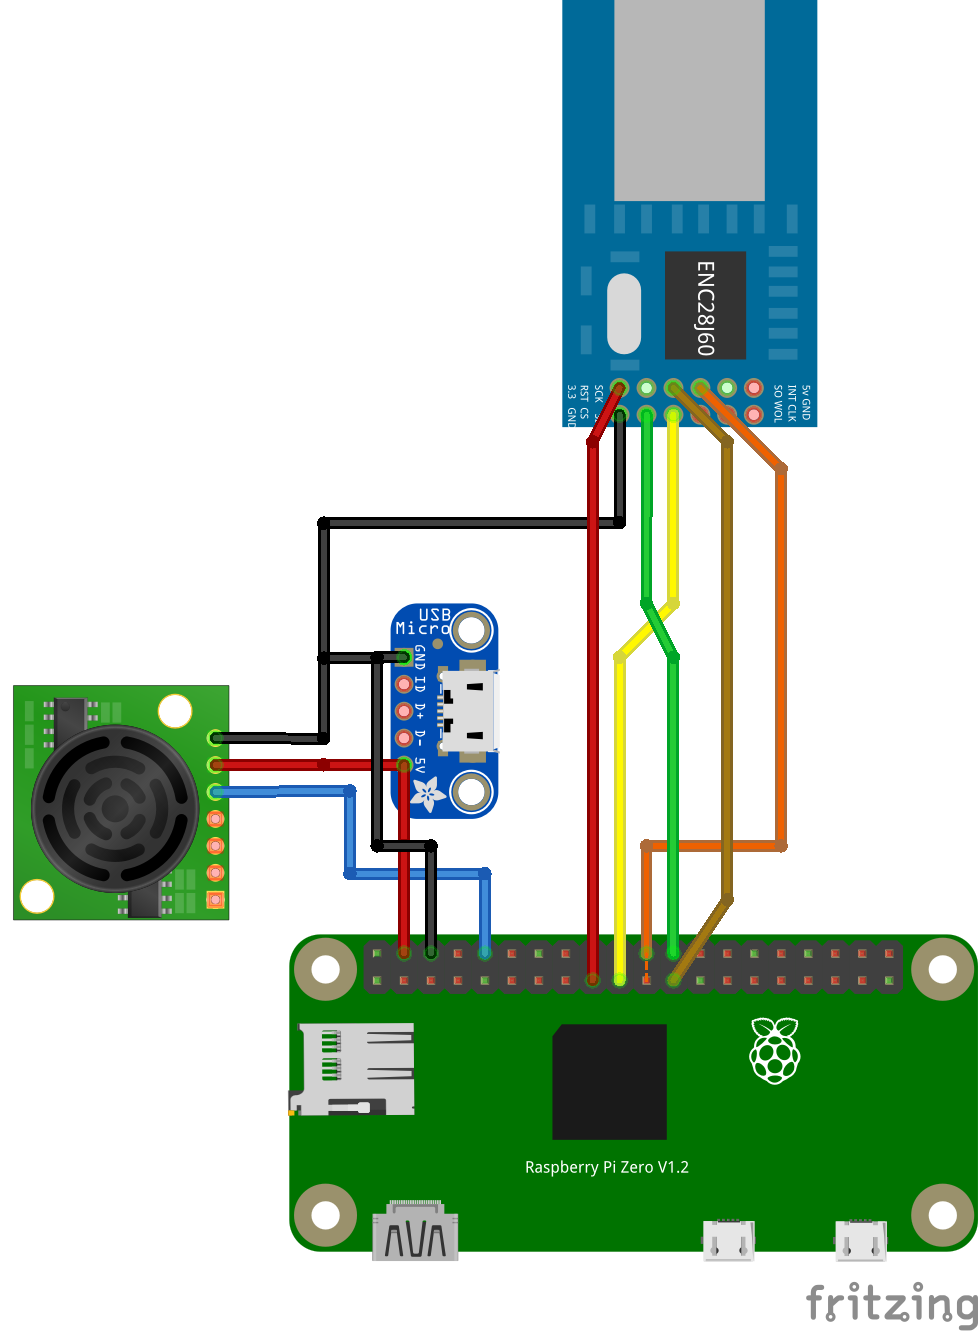 ENC28J60
3.3 GND
RST CS
SCK
SO WOL
INT CLK
5v GND
USB
Micro
GND
ID
D+
D-
5V
Raspberry Pi Zero V1.2
fritzing